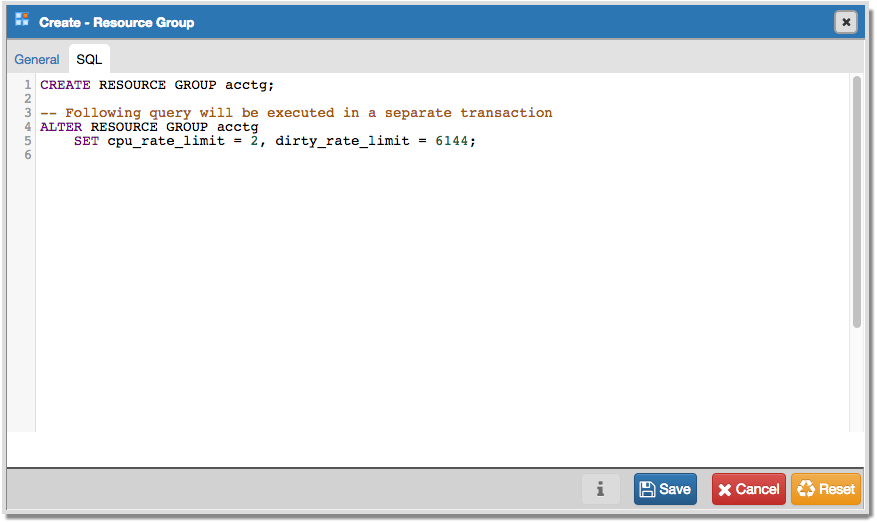 Create - Resource Group
General SQL
1 CREATE RESOURCE GROUP acctg;
2
3 -- Following query will be executed in a separate transaction
4 ALTER RESOURCE GROUP acctg
5 SET cpu_rate_limit = 2, dirty_rate_limit = 6144;
6
i Save Cancel Reset